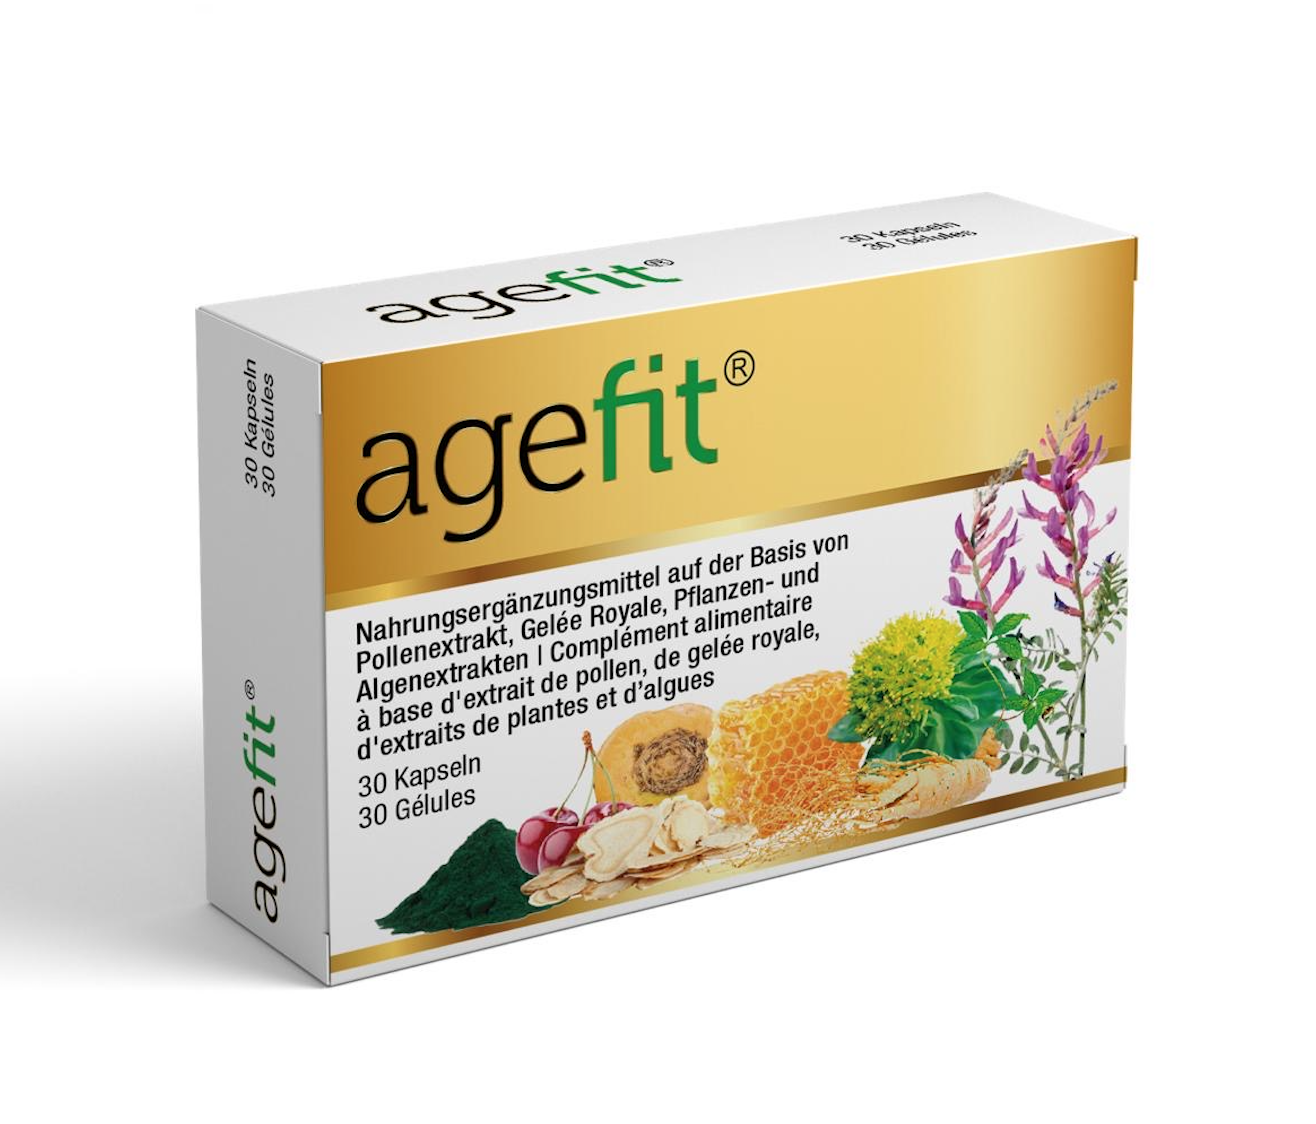 agefit®
30 Kapseln
30 Gélules
agefit®
Nahrungsergänzungsmittel auf der Basis von
Pollenextrakt, Gelée Royale, Pflanzen- und
Algenextrakten | Complément alimentaire
à base d'extrait de pollen, de gelée royale,
d'extraits de plantes et d’algues
30 Kapseln
30 Gélules
30 Kapseln
30 Gélules
agefit®